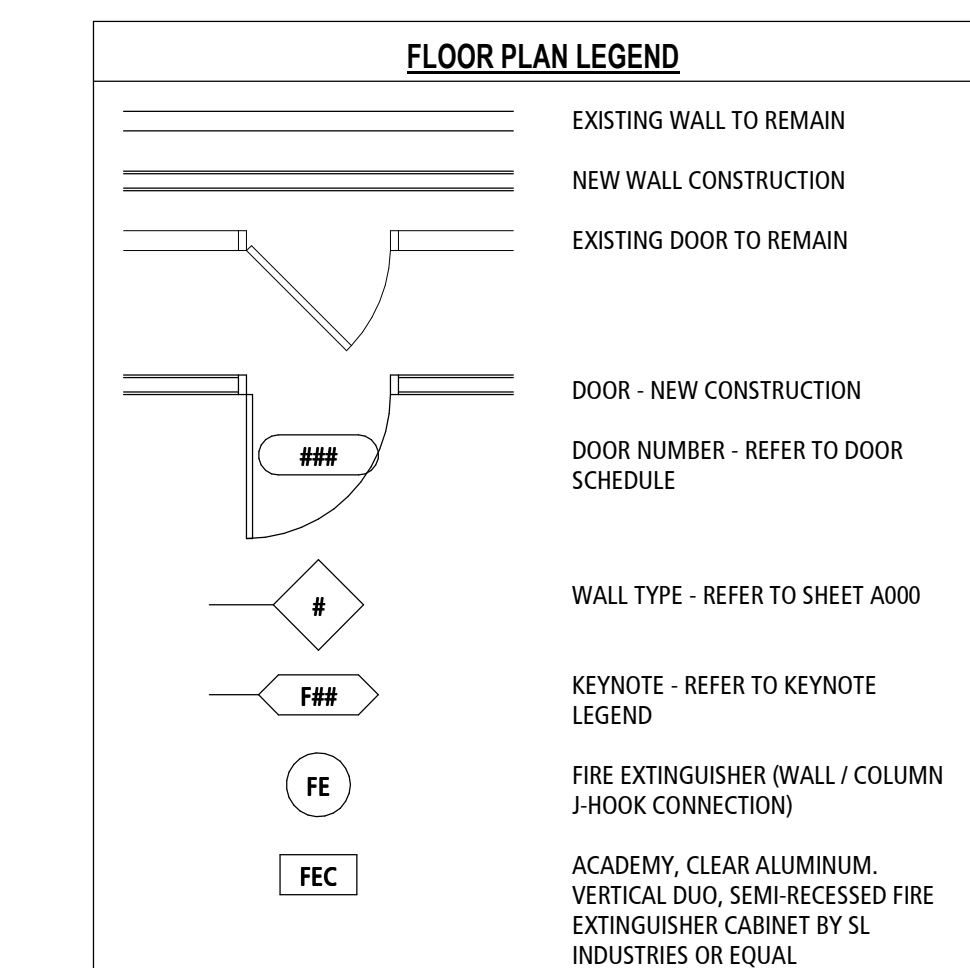 FLOOR PLAN LEGEND
EXISTING WALL TO REMAIN
NEW WALL CONSTRUCTION
EXISTING DOOR TO REMAIN
DOOR - NEW CONSTRUCTION
###
DOOR NUMBER - REFER TO DOOR
SCHEDULE
#
WALL TYPE - REFER TO SHEET A000
F##
KEYNOTE - REFER TO KEYNOTE
LEGEND
FE
FIRE EXTINGUISHER (WALL / COLUMN
J-HOOK CONNECTION)
FEC
ACADEMY, CLEAR ALUMINUM.
VERTICAL DUO, SEMI-RECESSED FIRE
EXTINGUISHER CABINET BY SL
INDUSTRIES OR EQUAL